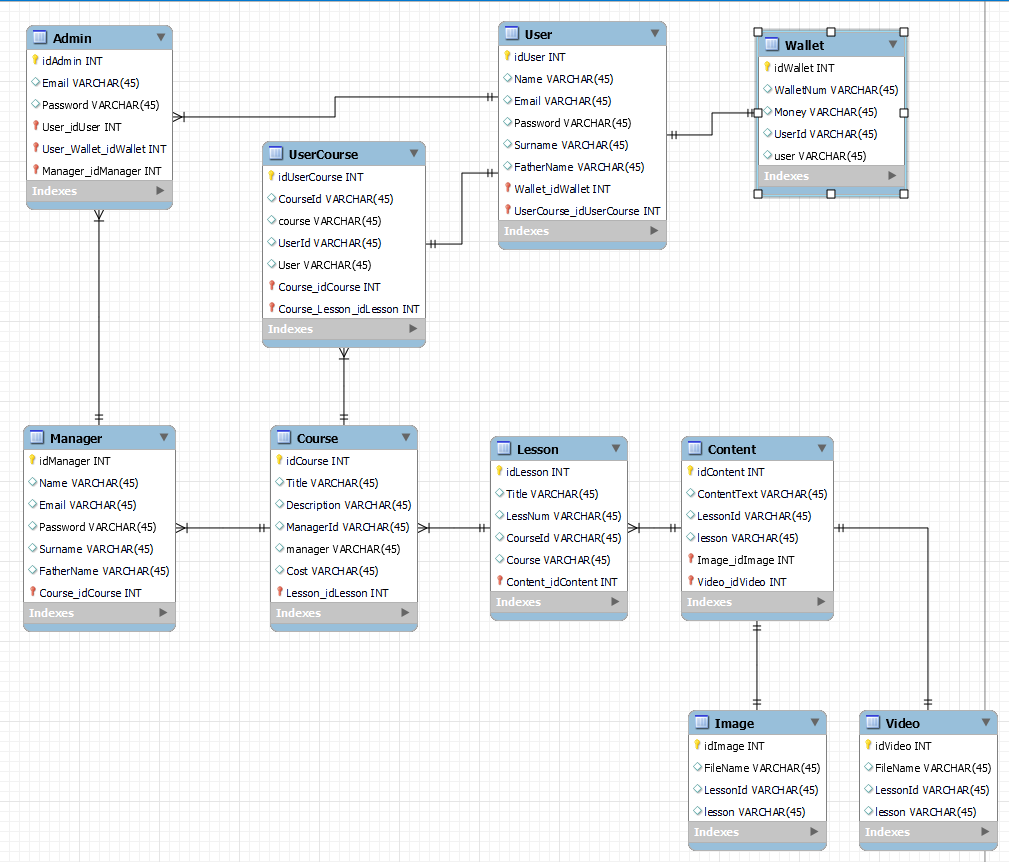 Admin
idAdmin INT
Email VARCHAR(45)
Password VARCHAR(45)
User_idUser INT
User_Wallet_idWallet INT
Manager_idManager INT
Indexes
User
idUser INT
Name VARCHAR(45)
Email VARCHAR(45)
Password VARCHAR(45)
Surname VARCHAR(45)
FatherName VARCHAR(45)
Wallet_idWallet INT
UserCourse_idUserCourse INT
Indexes
Wallet
idWallet INT
WalletNum VARCHAR(45)
Money VARCHAR(45)
UserId VARCHAR(45)
user VARCHAR(45)
Indexes
UserCourse
idUserCourse INT
CourseId VARCHAR(45)
course VARCHAR(45)
UserId VARCHAR(45)
User VARCHAR(45)
Course_idCourse INT
Course_Lesson_idLesson INT
Indexes
Manager
idManager INT
Name VARCHAR(45)
Email VARCHAR(45)
Password VARCHAR(45)
Surname VARCHAR(45)
FatherName VARCHAR(45)
Course_idCourse INT
Indexes
Course
idCourse INT
Title VARCHAR(45)
Description VARCHAR(45)
ManagerId VARCHAR(45)
manager VARCHAR(45)
Cost VARCHAR(45)
Lesson_idLesson INT
Indexes
Lesson
idLesson INT
Title VARCHAR(45)
LessNum VARCHAR(45)
CourseId VARCHAR(45)
Course VARCHAR(45)
Content_idContent INT
Indexes
Content
idContent INT
ContentText VARCHAR(45)
LessonId VARCHAR(45)
lesson VARCHAR(45)
Image_idImage INT
Video_idVideo INT
Indexes
Image
idImage INT
FileName VARCHAR(45)
LessonId VARCHAR(45)
lesson VARCHAR(45)
Indexes
Video
idVideo INT
FileName VARCHAR(45)
LessonId VARCHAR(45)
lesson VARCHAR(45)
Indexes